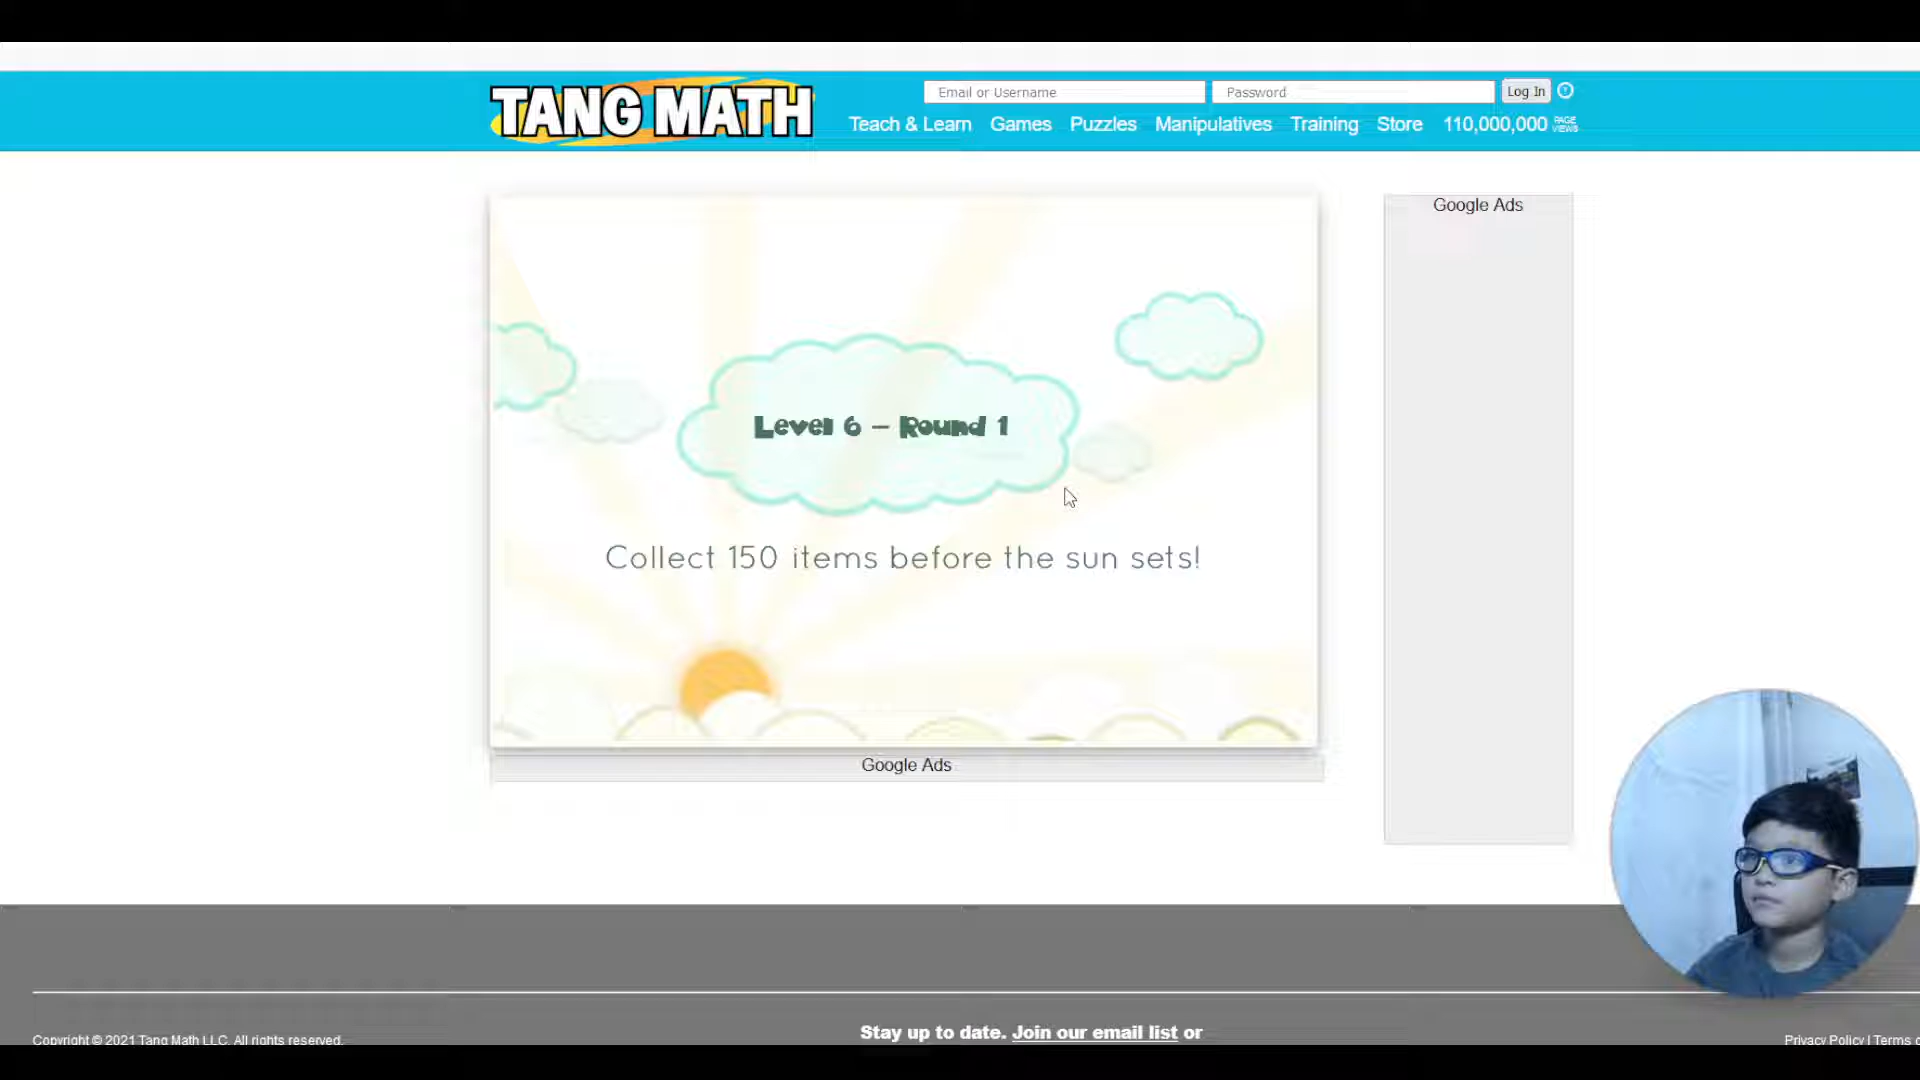 TANG MATH
Email or Username
Password
Log In
Teach & Learn
Games
Puzzles
Manipulatives
Training
Store
110,000,000 PAGE VIEWS
Google Ads
Level 6 – Round 1
Collect 150 items before the sun sets!
Google Ads
Stay up to date. Join our email list or
Copyright © 2021 Tang Math LLC. All rights reserved.
Privacy Policy | Terms